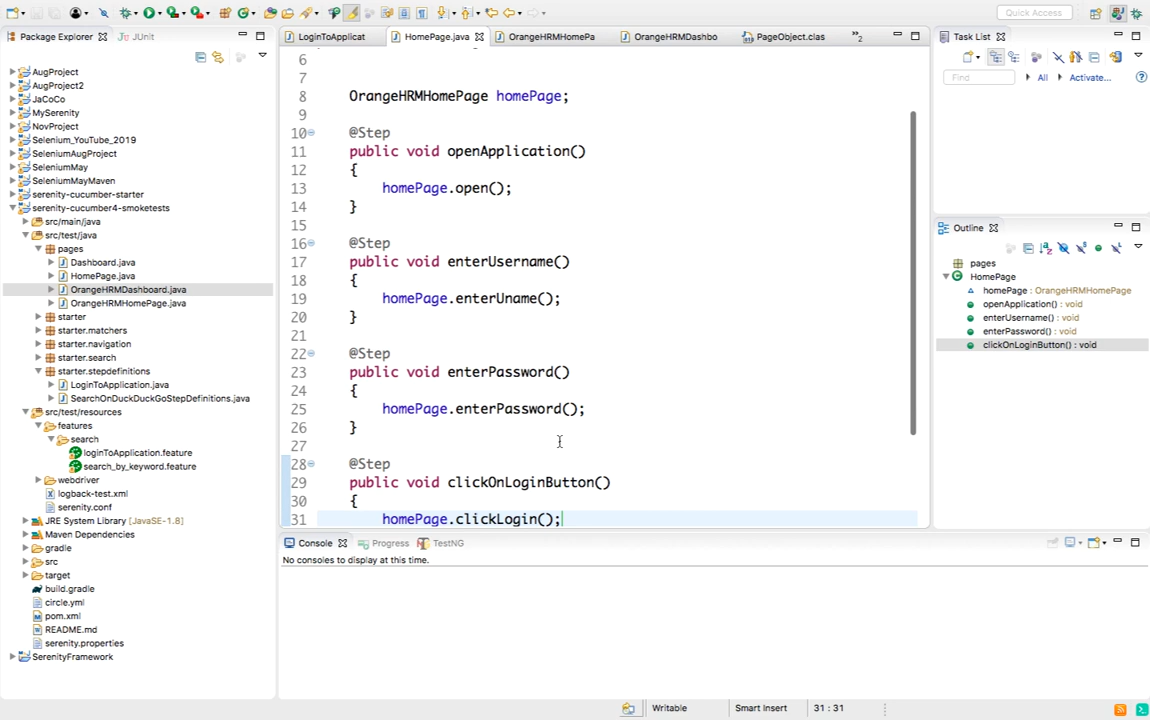 Quick Access
Package Explorer
JUnit
LoginToApplicat
HomePage.java
OrangeHRMHomePa
OrangeHRMDashbo
PageObject.clas
»2
Task List
Find
All
Activate...
AugProject
AugProject2
JaCoCo
MySerenity
NovProject
Selenium_YouTube_2019
SeleniumAugProject
SeleniumMay
SeleniumMayMaven
serenity-cucumber-starter
serenity-cucumber4-smoketests
src/main/java
src/test/java
pages
Dashboard.java
HomePage.java
OrangeHRMDashboard.java
OrangeHRMHomePage.java
starter
starter.matchers
starter.navigation
starter.search
starter.stepdefinitions
LoginToApplication.java
SearchOnDuckDuckGoStepDefinitions.java
src/test/resources
features
search
loginToApplication.feature
search_by_keyword.feature
webdriver
logback-test.xml
serenity.conf
JRE System Library [JavaSE-1.8]
Maven Dependencies
gradle
src
target
build.gradle
circle.yml
pom.xml
README.md
serenity.properties
SerenityFramework
6
7
8 OrangeHRMHomePage homePage;
9
10 @Step
11 public void openApplication()
12 {
13 homePage.open();
14 }
15
16 @Step
17 public void enterUsername()
18 {
19 homePage.enterUname();
20 }
21
22 @Step
23 public void enterPassword()
24 {
25 homePage.enterPassword();
26 }
27
28 @Step
29 public void clickOnLoginButton()
30 {
31 homePage.clickLogin();
Outline
pages
HomePage
homePage : OrangeHRMHomePage
openApplication() : void
enterUsername() : void
enterPassword() : void
clickOnLoginButton() : void
Console
Progress
TestNG
No consoles to display at this time.
Writable
Smart Insert
31 : 31